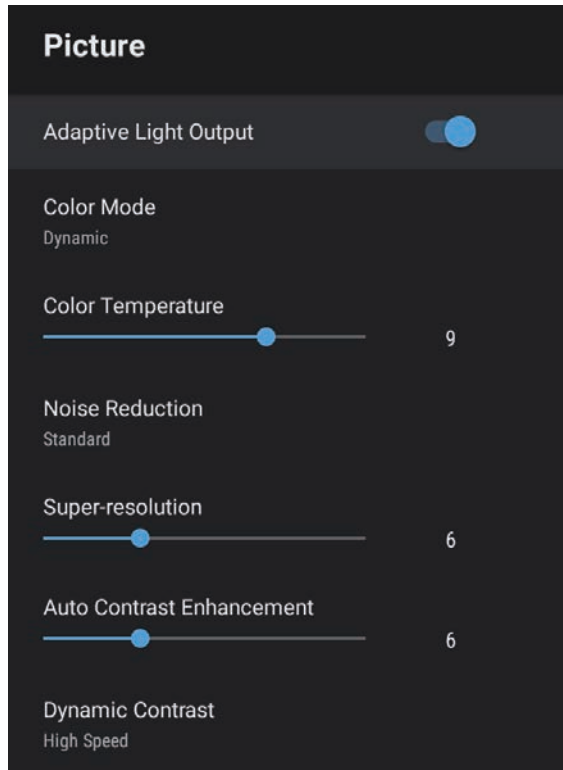 Picture
Adaptive Light Output
Color Mode
Dynamic
Color Temperature
9
Noise Reduction
Standard
Super-resolution
6
Auto Contrast Enhancement
6
Dynamic Contrast
High Speed